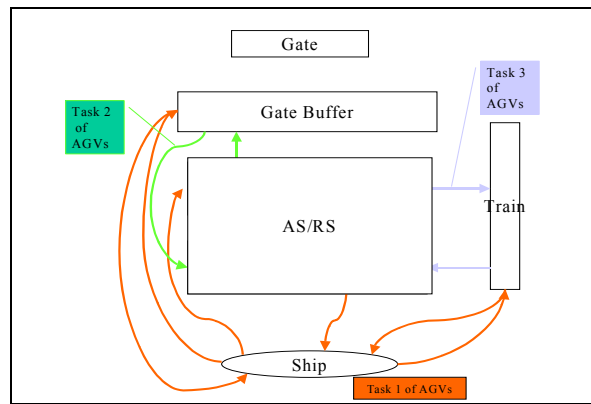 Gate
Task 2
of
AGVs
Gate Buffer
Task 3
of
AGVs
Train
AS/RS
Ship
Task 1 of AGVs